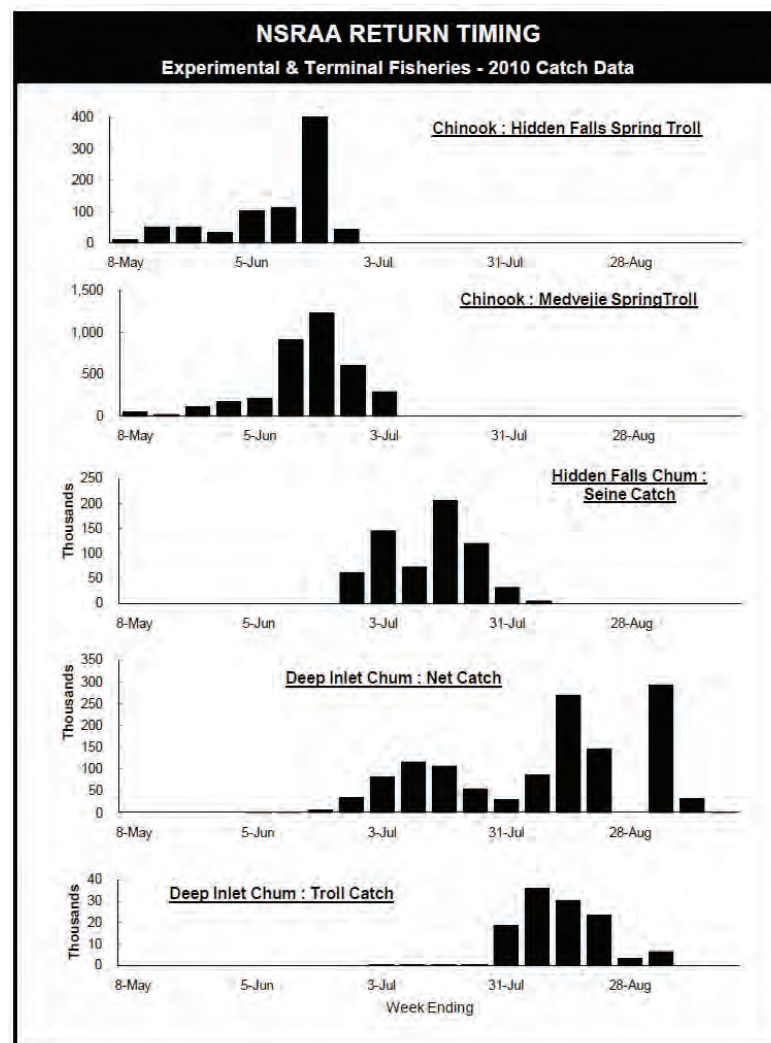 NSRAA RETURN TIMING
Experimental & Terminal Fisheries - 2010 Catch Data
Chinook : Hidden Falls Spring Troll
400
300
200
100
0
8-May 5-Jun 3-Jul 31-Jul 28-Aug
Chinook : Medvejie SpringTroll
1,500
1,000
500
0
8-May 5-Jun 3-Jul 31-Jul 28-Aug
Hidden Falls Chum :
Seine Catch
Thousands
250
200
150
100
50
0
8-May 5-Jun 3-Jul 31-Jul 28-Aug
Deep Inlet Chum : Net Catch
Thousands
350
300
250
200
150
100
50
0
8-May 5-Jun 3-Jul 31-Jul 28-Aug
Deep Inlet Chum : Troll Catch
Thousands
40
30
20
10
0
8-May 5-Jun 3-Jul 31-Jul 28-Aug
Week Ending